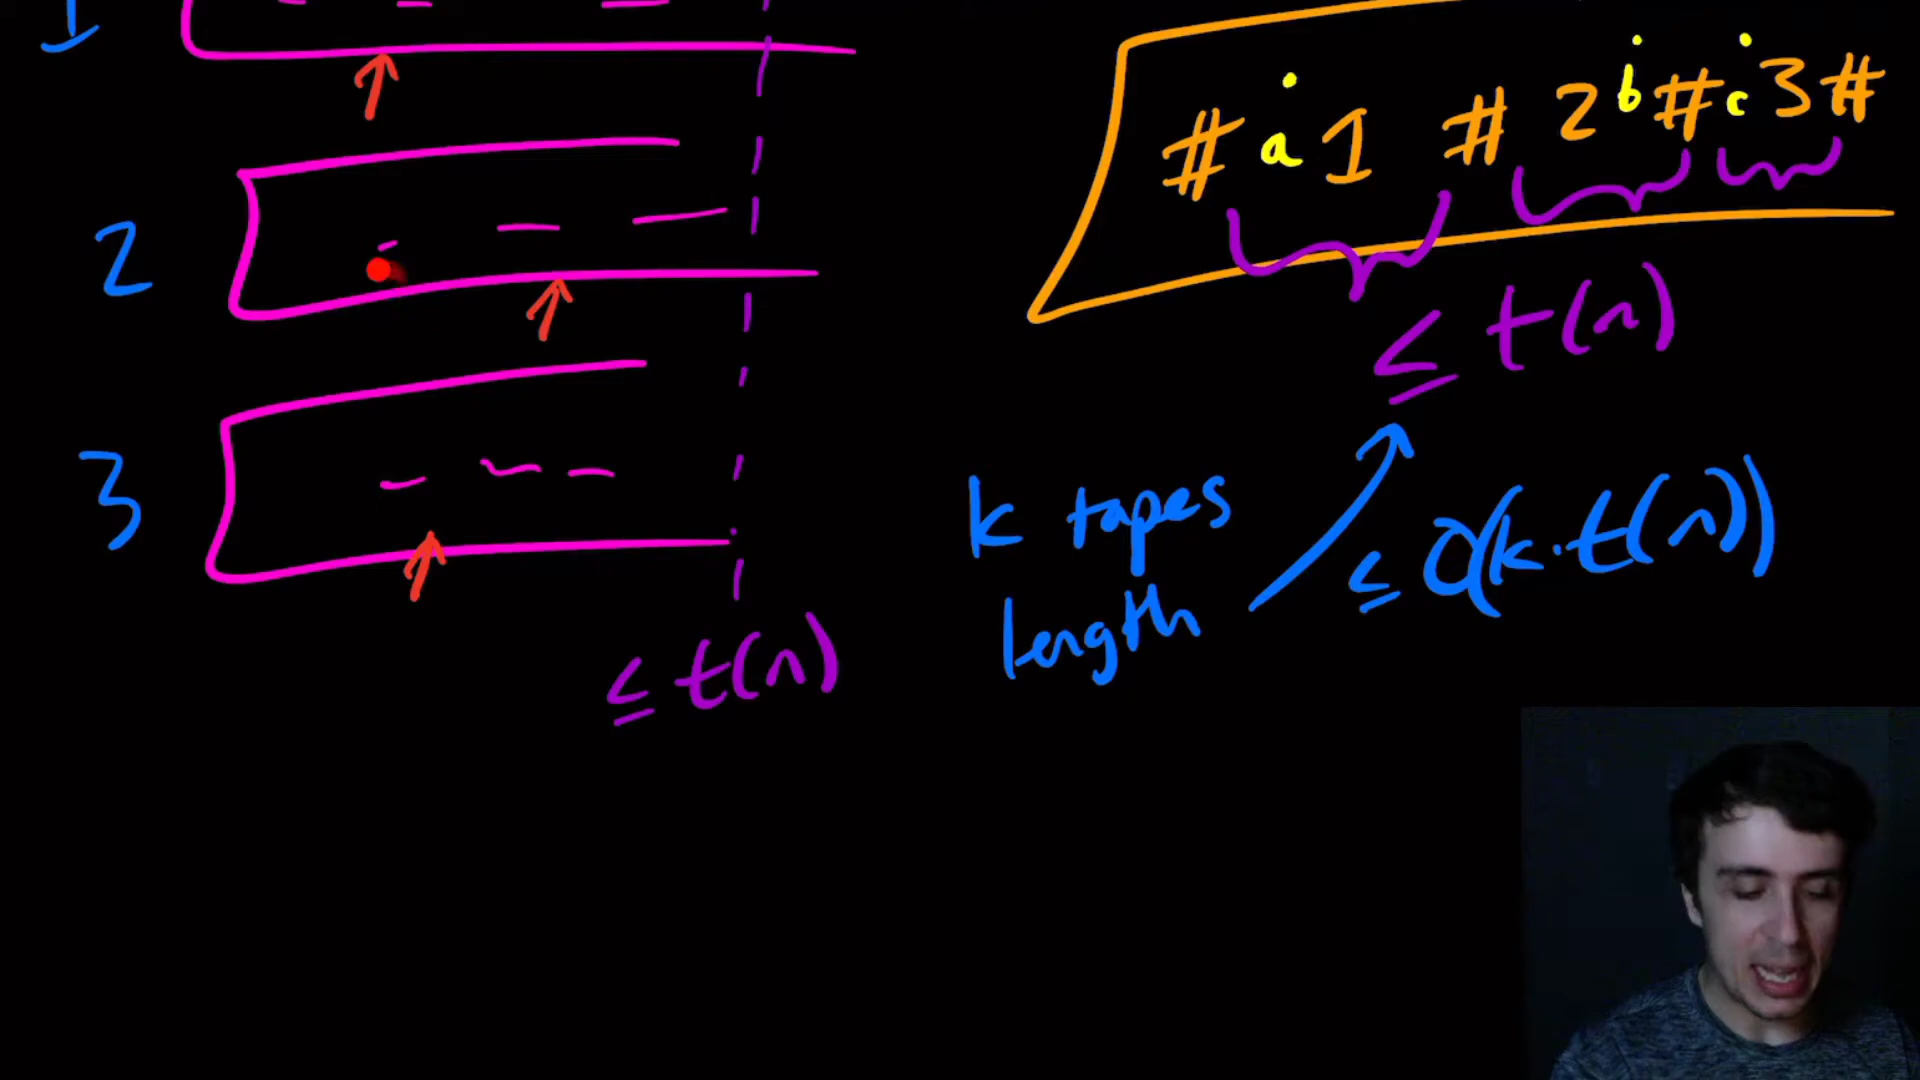 1
# ȧ 1 # 2 ḃ # ċ 3 #
2
≤ t(n)
3
k tapes
length
≤ O(k·t(n))
≤ t(n)